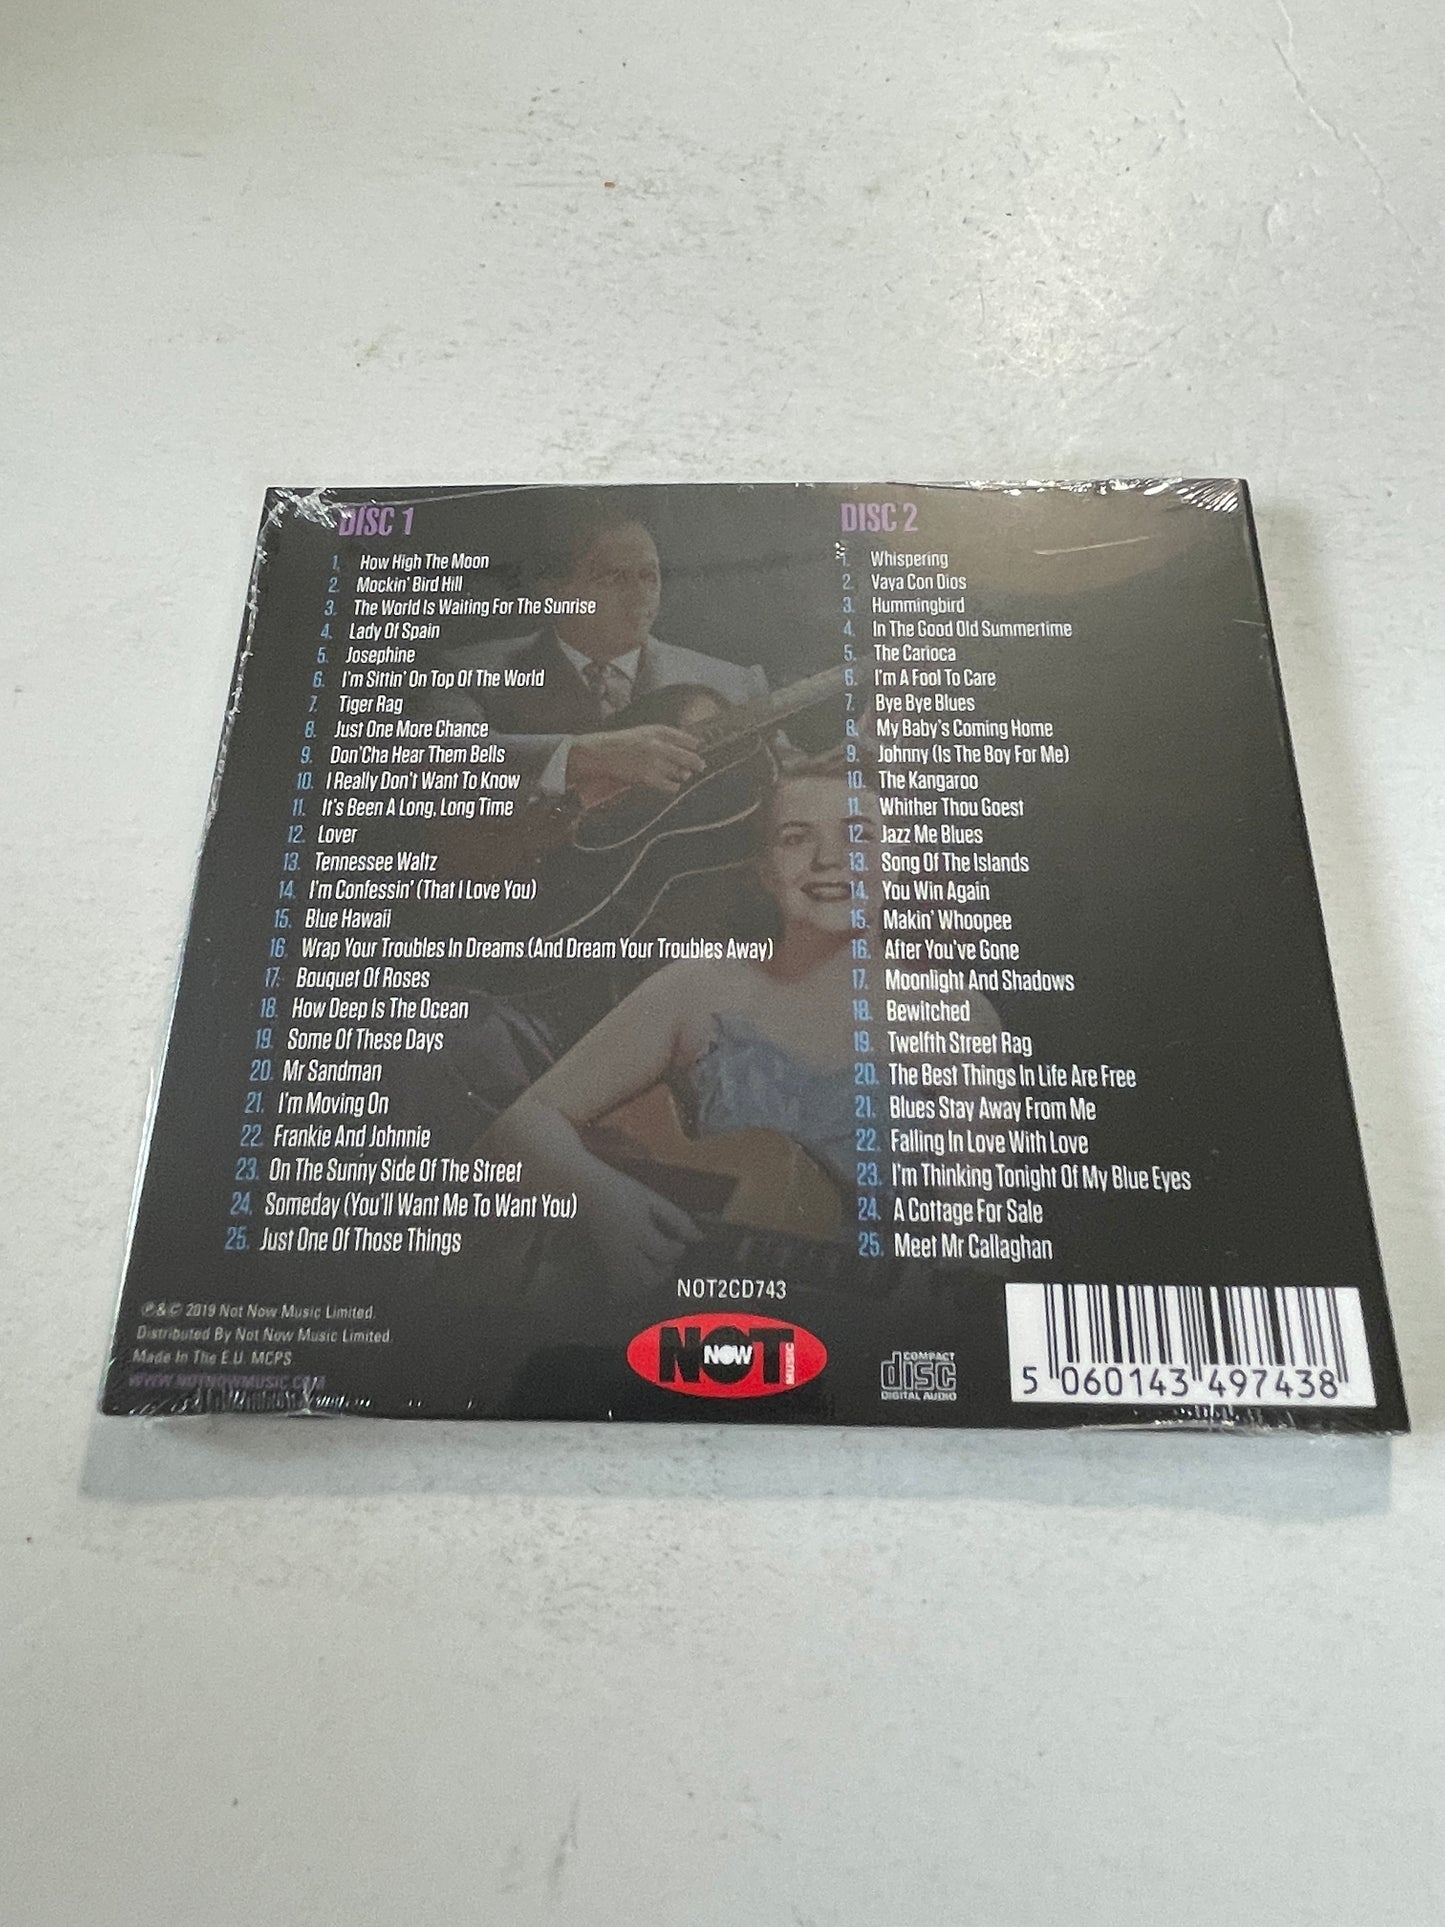 DISC 1
1. How High The Moon
2. Mockin' Bird Hill
3. The World Is Waiting For The Sunrise
4. Lady Of Spain
5. Josephine
6. I'm Sittin' On Top Of The World
7. Tiger Rag
8. Just One More Chance
9. Don'Cha Hear Them Bells
10. I Really Don't Want To Know
11. It's Been A Long, Long Time
12. Lover
13. Tennessee Waltz
14. I'm Confessin' (That I Love You)
15. Blue Hawaii
16. Wrap Your Troubles In Dreams (And Dream Your Troubles Away)
17. Bouquet Of Roses
18. How Deep Is The Ocean
19. Some Of These Days
20. Mr Sandman
21. I'm Moving On
22. Frankie And Johnnie
23. On The Sunny Side Of The Street
24. Someday (You'll Want Me To Want You)
25. Just One Of Those Things
DISC 2
1. Whispering
2. Vaya Con Dios
3. Hummingbird
4. In The Good Old Summertime
5. The Carioca
6. I'm A Fool To Care
7. Bye Bye Blues
8. My Baby's Coming Home
9. Johnny (Is The Boy For Me)
10. The Kangaroo
11. Whither Thou Goest
12. Jazz Me Blues
13. Song Of The Islands
14. You Win Again
15. Makin' Whoopee
16. After You've Gone
17. Moonlight And Shadows
18. Bewitched
19. Twelfth Street Rag
20. The Best Things In Life Are Free
21. Blues Stay Away From Me
22. Falling In Love With Love
23. I'm Thinking Tonight Of My Blue Eyes
24. A Cottage For Sale
25. Meet Mr Callaghan
℗ & © 2019 Not Now Music Limited.
Distributed By Not Now Music Limited.
Made In The E.U. MCPS
WWW.NOTNOWMUSIC.COM
NOT2CD743
NOT NOW MUSIC
COMPACT
disc
DIGITAL AUDIO
5 060143 497438